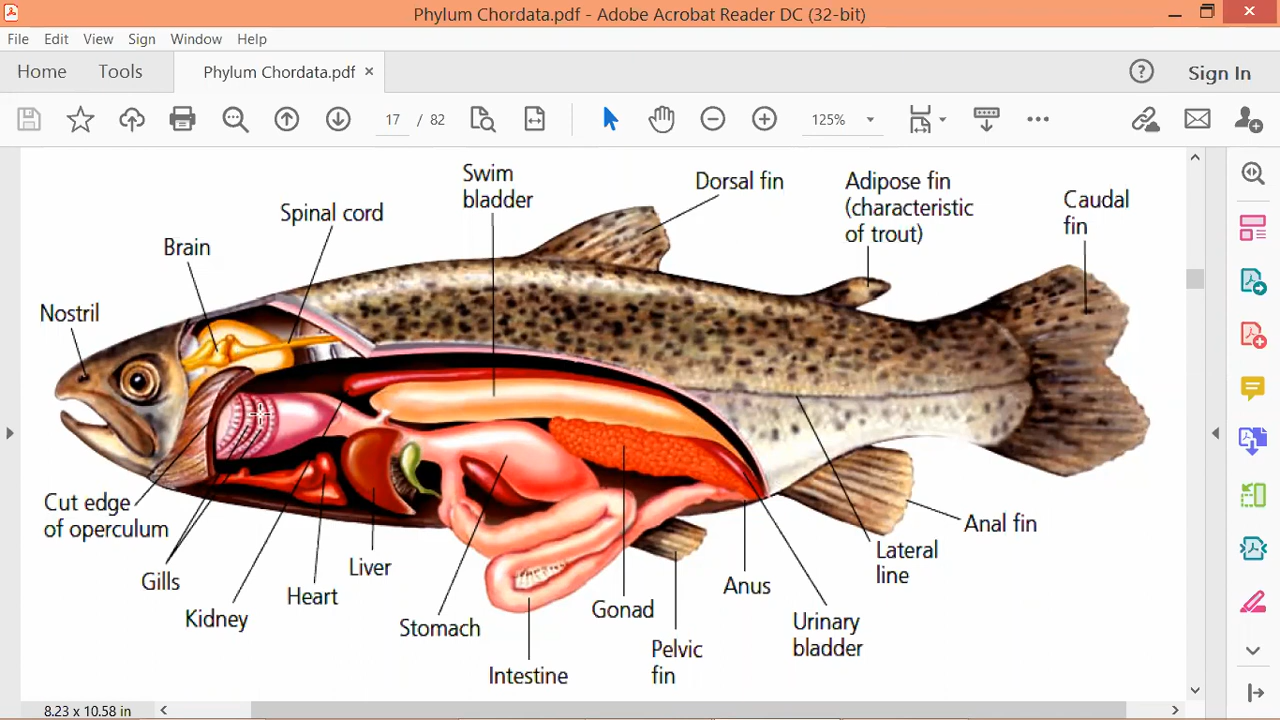 Phylum Chordata.pdf - Adobe Acrobat Reader DC (32-bit)
File Edit View Sign Window Help
Home Tools Phylum Chordata.pdf × ? Sign In
17 / 82 125%
Swim
bladder
Dorsal fin
Adipose fin
(characteristic
of trout)
Caudal
fin
Spinal cord
Brain
Nostril
Cut edge
of operculum
Gills
Kidney
Heart
Liver
Stomach
Intestine
Gonad
Pelvic
fin
Anus
Urinary
bladder
Lateral
line
Anal fin
8.23 x 10.58 in